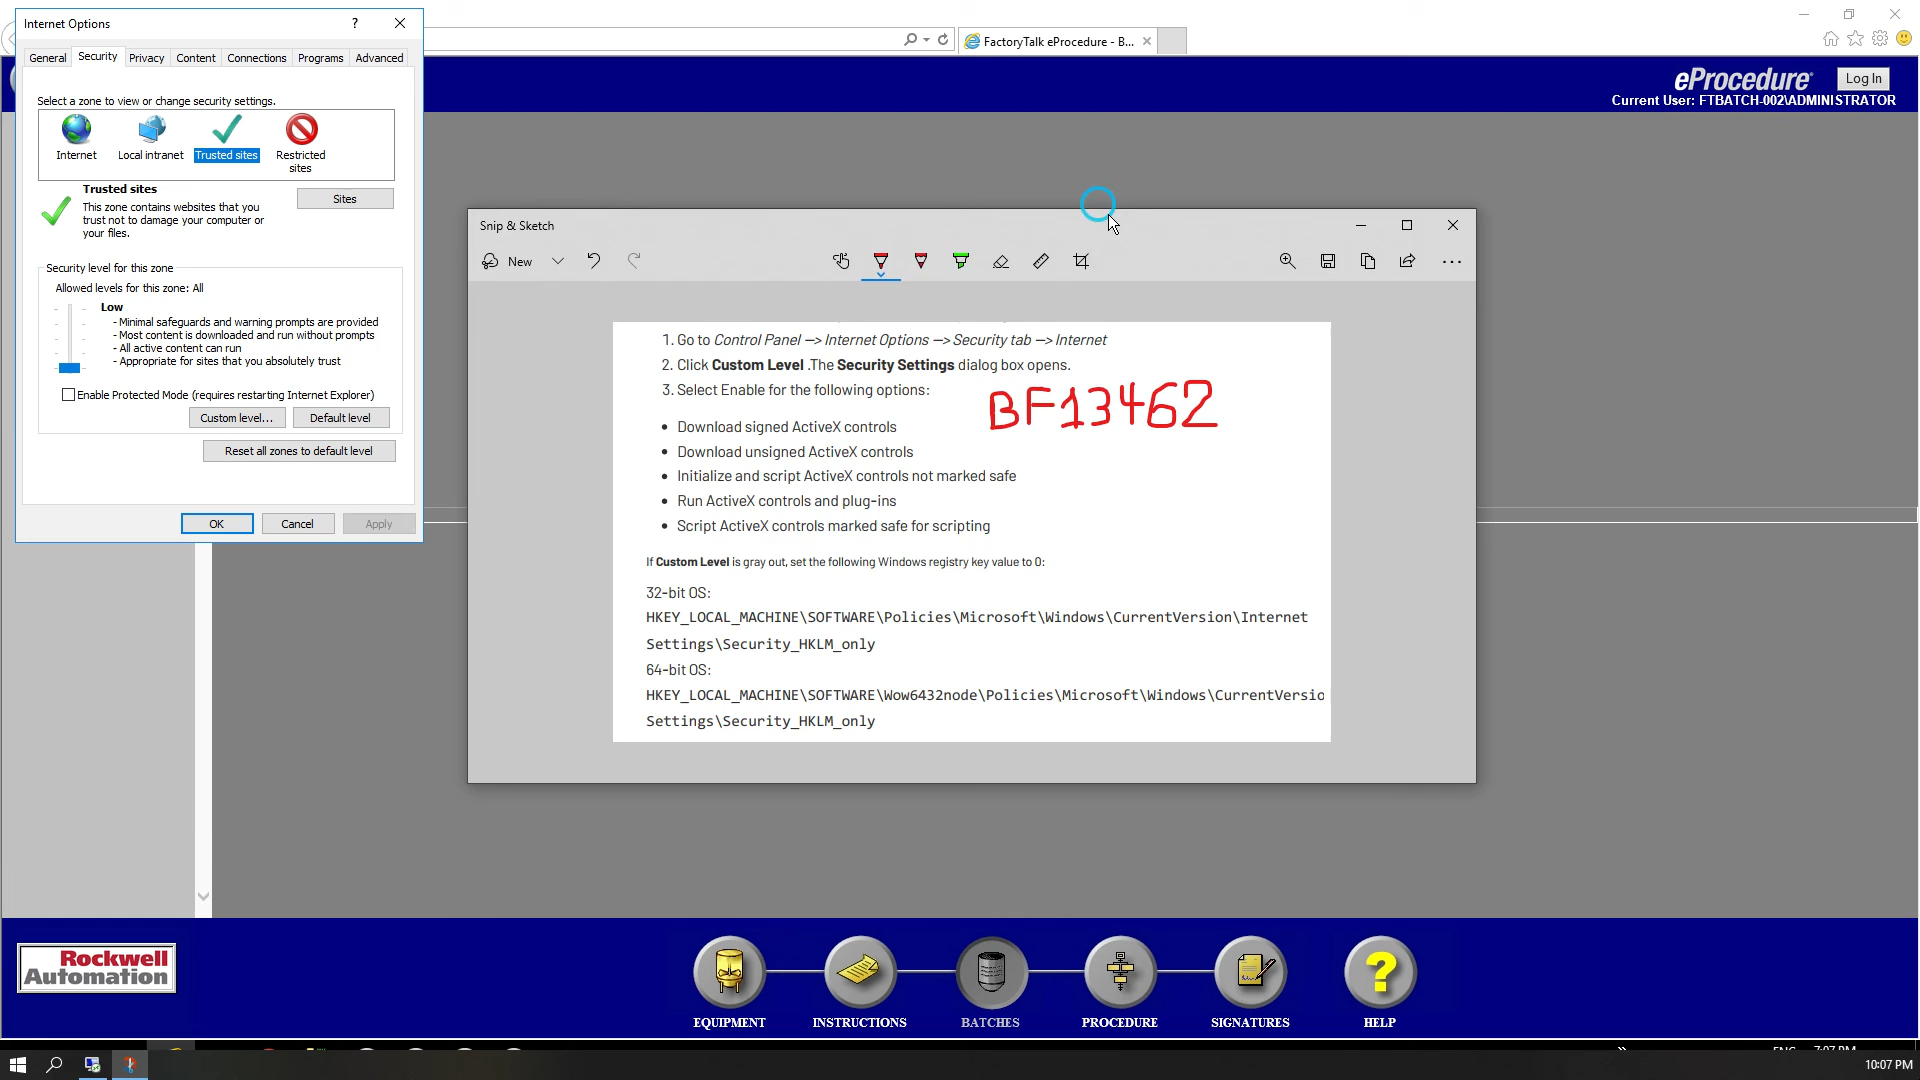 Internet Options
?
General Security Privacy Content Connections Programs Advanced
Select a zone to view or change security settings.
Internet Local intranet Trusted sites Restricted sites
Trusted sites
This zone contains websites that you
trust not to damage your computer or
your files.
Sites
Security level for this zone
Allowed levels for this zone: All
Low
- Minimal safeguards and warning prompts are provided
- Most content is downloaded and run without prompts
- All active content can run
- Appropriate for sites that you absolutely trust
Enable Protected Mode (requires restarting Internet Explorer)
Custom level... Default level
Reset all zones to default level
OK Cancel Apply
FactoryTalk eProcedure - B...
eProcedure
Log In
Current User: FTBATCH-002\ADMINISTRATOR
Snip & Sketch
New
1. Go to Control Panel —> Internet Options —> Security tab —> Internet
2. Click Custom Level .The Security Settings dialog box opens.
3. Select Enable for the following options:
BF13462
• Download signed ActiveX controls
• Download unsigned ActiveX controls
• Initialize and script ActiveX controls not marked safe
• Run ActiveX controls and plug-ins
• Script ActiveX controls marked safe for scripting
If Custom Level is gray out, set the following Windows registry key value to 0:
32-bit OS:
HKEY_LOCAL_MACHINE\SOFTWARE\Policies\Microsoft\Windows\CurrentVersion\Internet
Settings\Security_HKLM_only
64-bit OS:
HKEY_LOCAL_MACHINE\SOFTWARE\Wow6432node\Policies\Microsoft\Windows\CurrentVersio
Settings\Security_HKLM_only
Rockwell
Automation
EQUIPMENT INSTRUCTIONS BATCHES PROCEDURE SIGNATURES HELP
10:07 PM